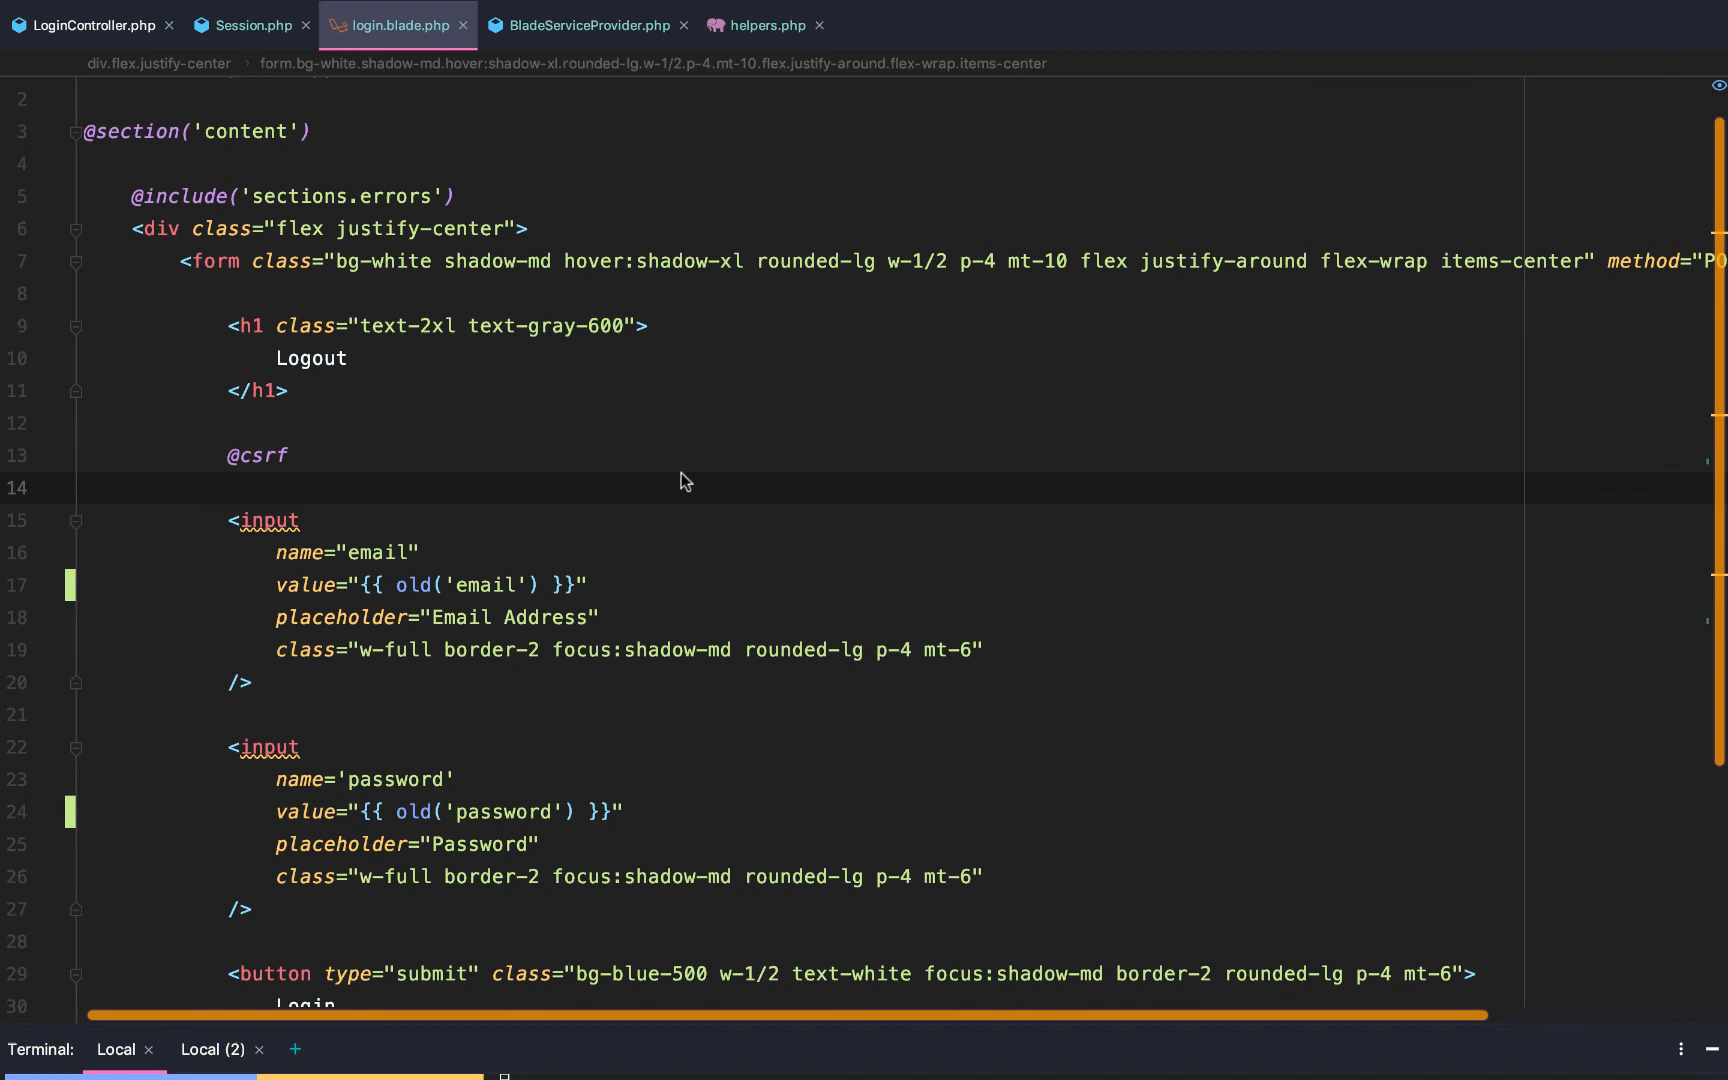 LoginController.php × Session.php × login.blade.php × BladeServiceProvider.php × helpers.php ×
div.flex.justify-center › form.bg-white.shadow-md.hover:shadow-xl.rounded-lg.w-1/2.p-4.mt-10.flex.justify-around.flex-wrap.items-center
2
3 @section('content')
4
5 @include('sections.errors')
6 <div class="flex justify-center">
7 <form class="bg-white shadow-md hover:shadow-xl rounded-lg w-1/2 p-4 mt-10 flex justify-around flex-wrap items-center" method="PO
8
9 <h1 class="text-2xl text-gray-600">
10 Logout
11 </h1>
12
13 @csrf
14
15 <input
16 name="email"
17 value="{{ old('email') }}"
18 placeholder="Email Address"
19 class="w-full border-2 focus:shadow-md rounded-lg p-4 mt-6"
20 />
21
22 <input
23 name='password'
24 value="{{ old('password') }}"
25 placeholder="Password"
26 class="w-full border-2 focus:shadow-md rounded-lg p-4 mt-6"
27 />
28
29 <button type="submit" class="bg-blue-500 w-1/2 text-white focus:shadow-md border-2 rounded-lg p-4 mt-6">
30 Login
Terminal: Local × Local (2) × +